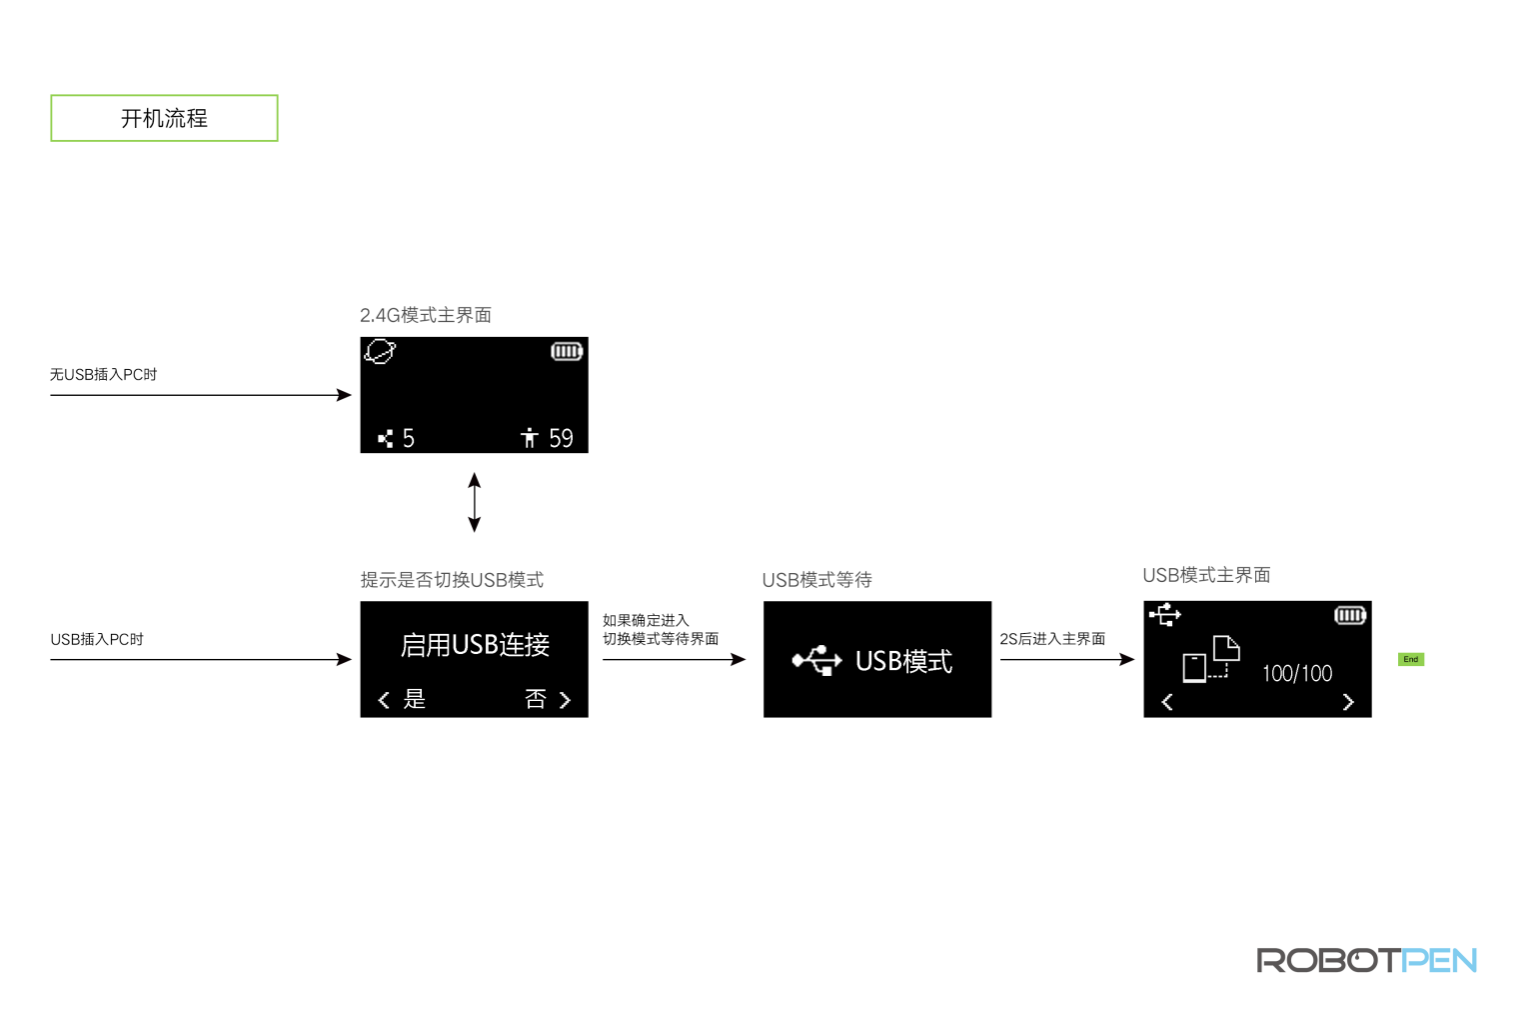 开机流程
2.4G模式主界面
无USB插入PC时
5
59
提示是否切换USB模式
USB模式等待
USB模式主界面
USB插入PC时
启用USB连接
< 是
否 >
如果确定进入
切换模式等待界面
USB模式
2S后进入主界面
100/100
< >
End
ROBOTPEN